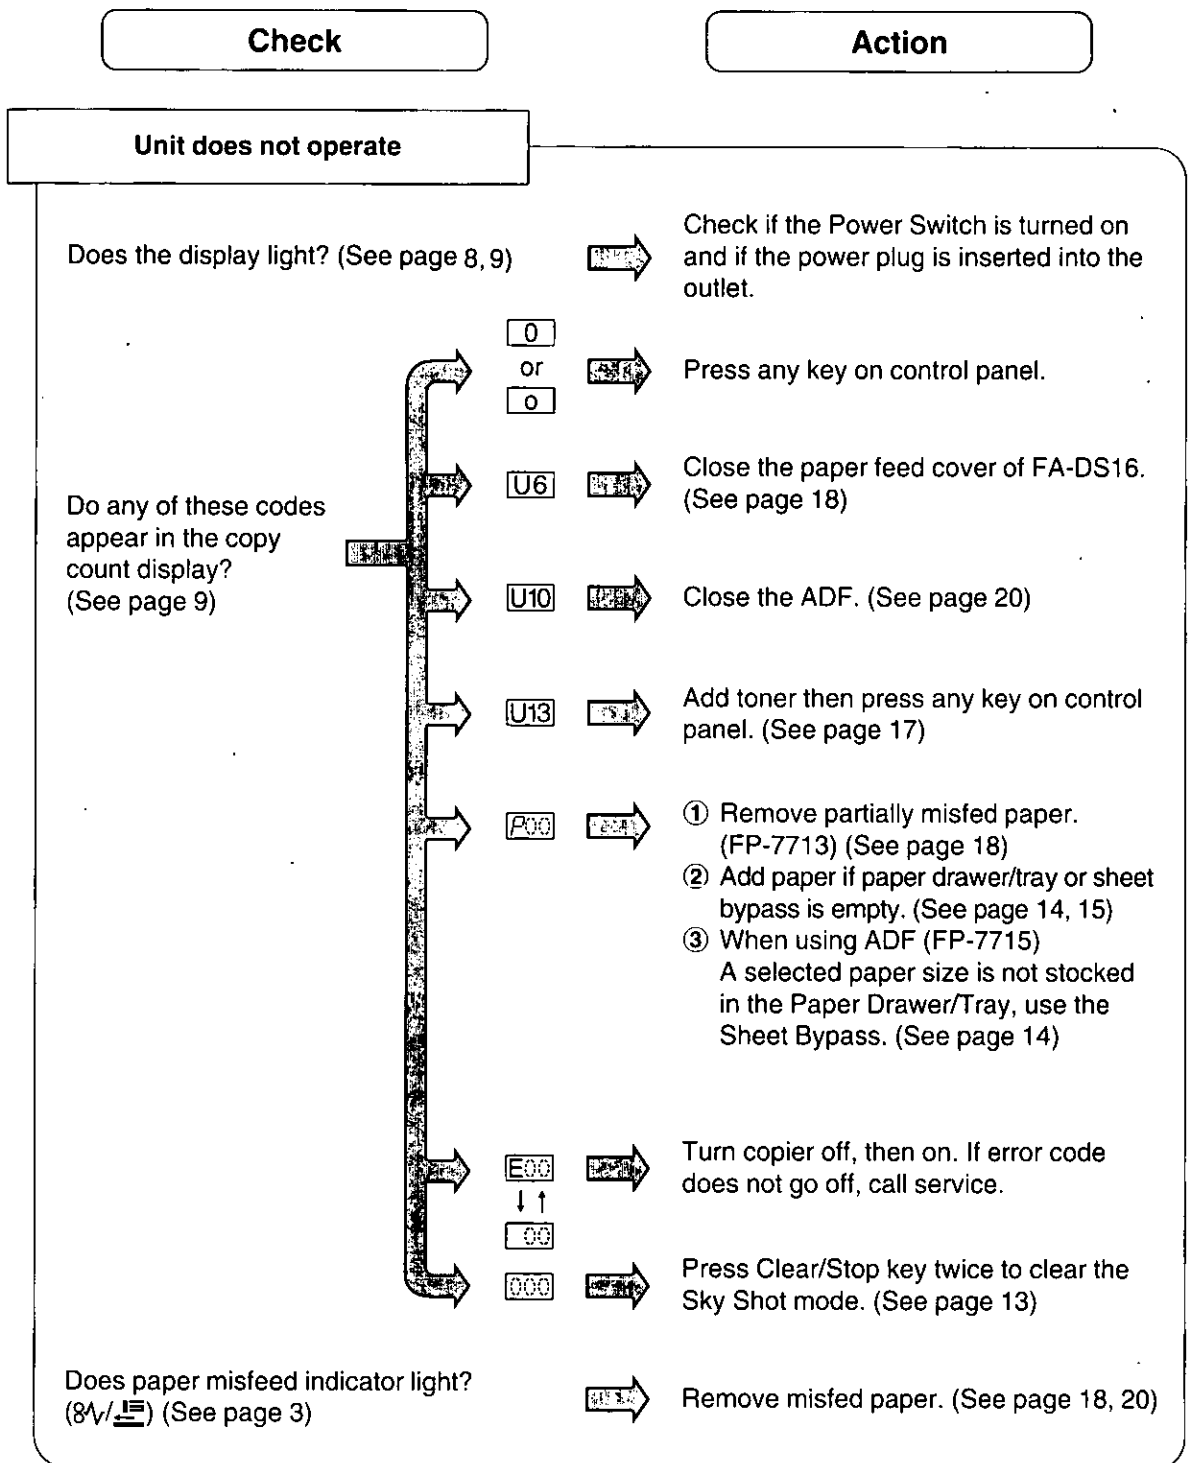 Check
Action
Unit does not operate
Does the display light? (See page 8, 9)
Check if the Power Switch is turned on
and if the power plug is inserted into the
outlet.
Do any of these codes
appear in the copy
count display?
(See page 9)
0
or
o
Press any key on control panel.
U6
Close the paper feed cover of FA-DS16.
(See page 18)
U10
Close the ADF. (See page 20)
U13
Add toner then press any key on control
panel. (See page 17)
P00
① Remove partially misfed paper.
(FP-7713) (See page 18)
② Add paper if paper drawer/tray or sheet
bypass is empty. (See page 14, 15)
③ When using ADF (FP-7715)
A selected paper size is not stocked
in the Paper Drawer/Tray, use the
Sheet Bypass. (See page 14)
E00
↓ ↑
00
Turn copier off, then on. If error code
does not go off, call service.
000
Press Clear/Stop key twice to clear the
Sky Shot mode. (See page 13)
Does paper misfeed indicator light?
(See page 3)
Remove misfed paper. (See page 18, 20)